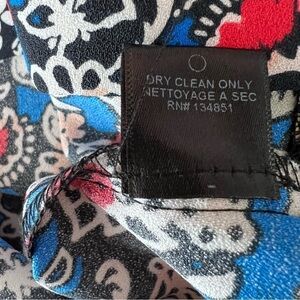 DRY CLEAN ONLY
NETTOYAGE A SEC
RN# 134851